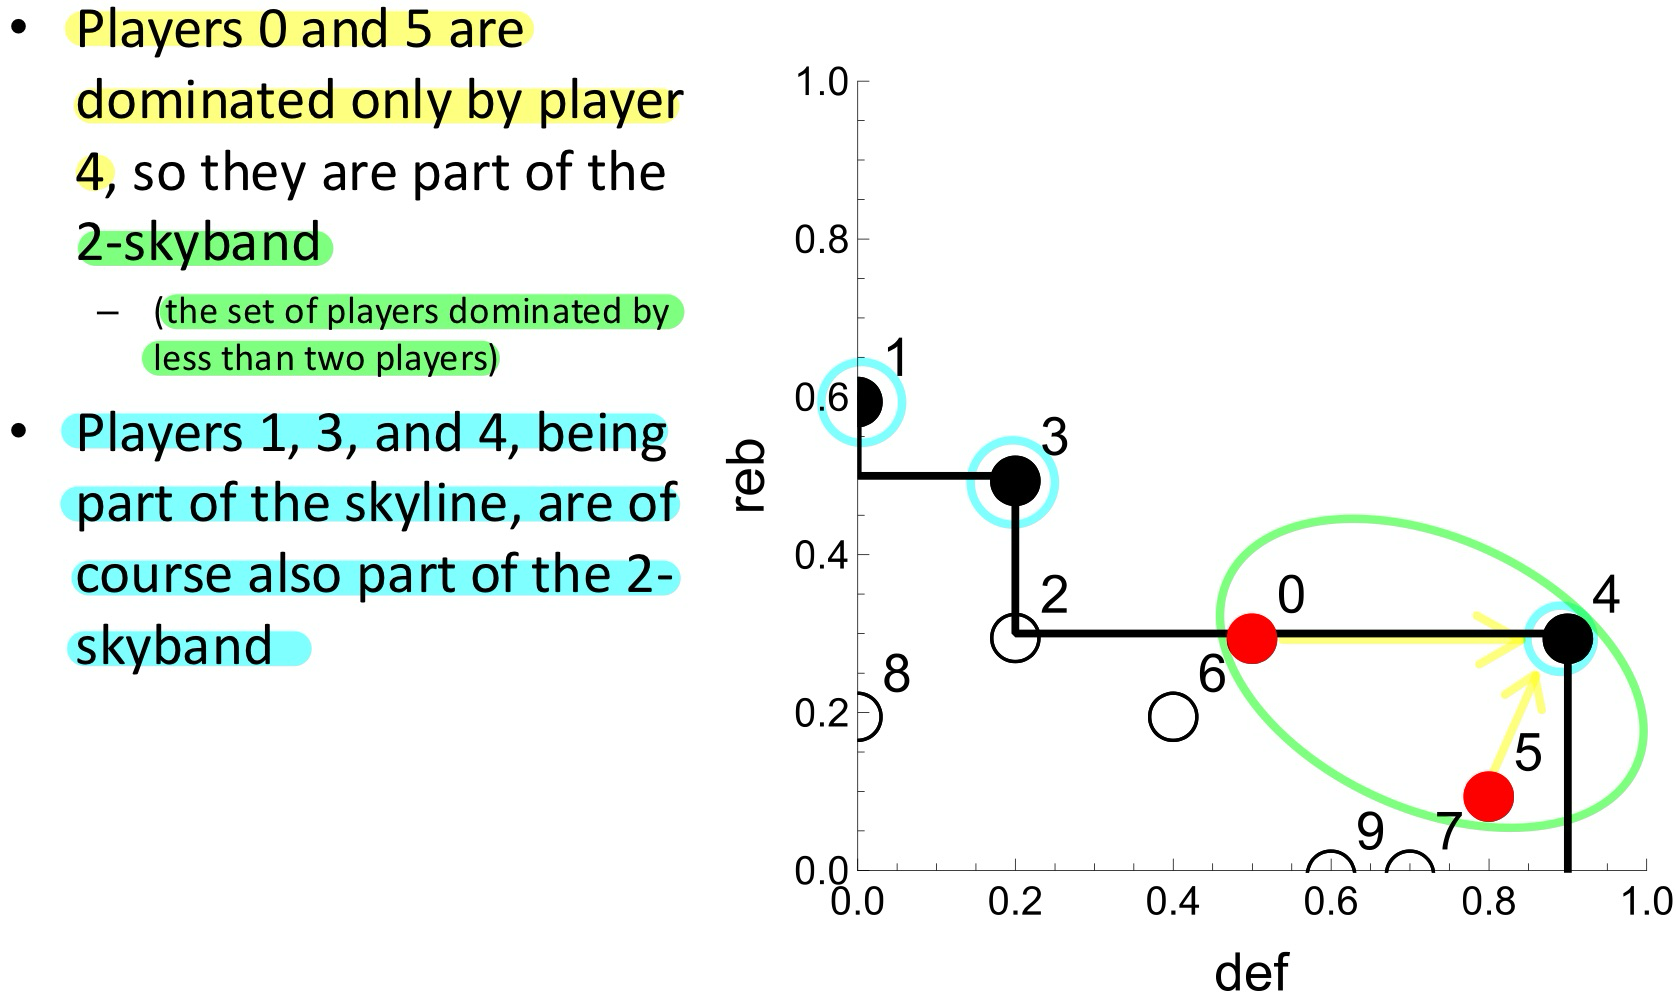 • Players 0 and 5 are
dominated only by player
4, so they are part of the
2-skyband
– (the set of players dominated by
less than two players)
• Players 1, 3, and 4, being
part of the skyline, are of
course also part of the 2-
skyband
1.0
0.8
1
0.6
3
reb
0.4
2
0
4
8
6
0.2
5
9
7
0.0
0.0 0.2 0.4 0.6 0.8 1.0
def